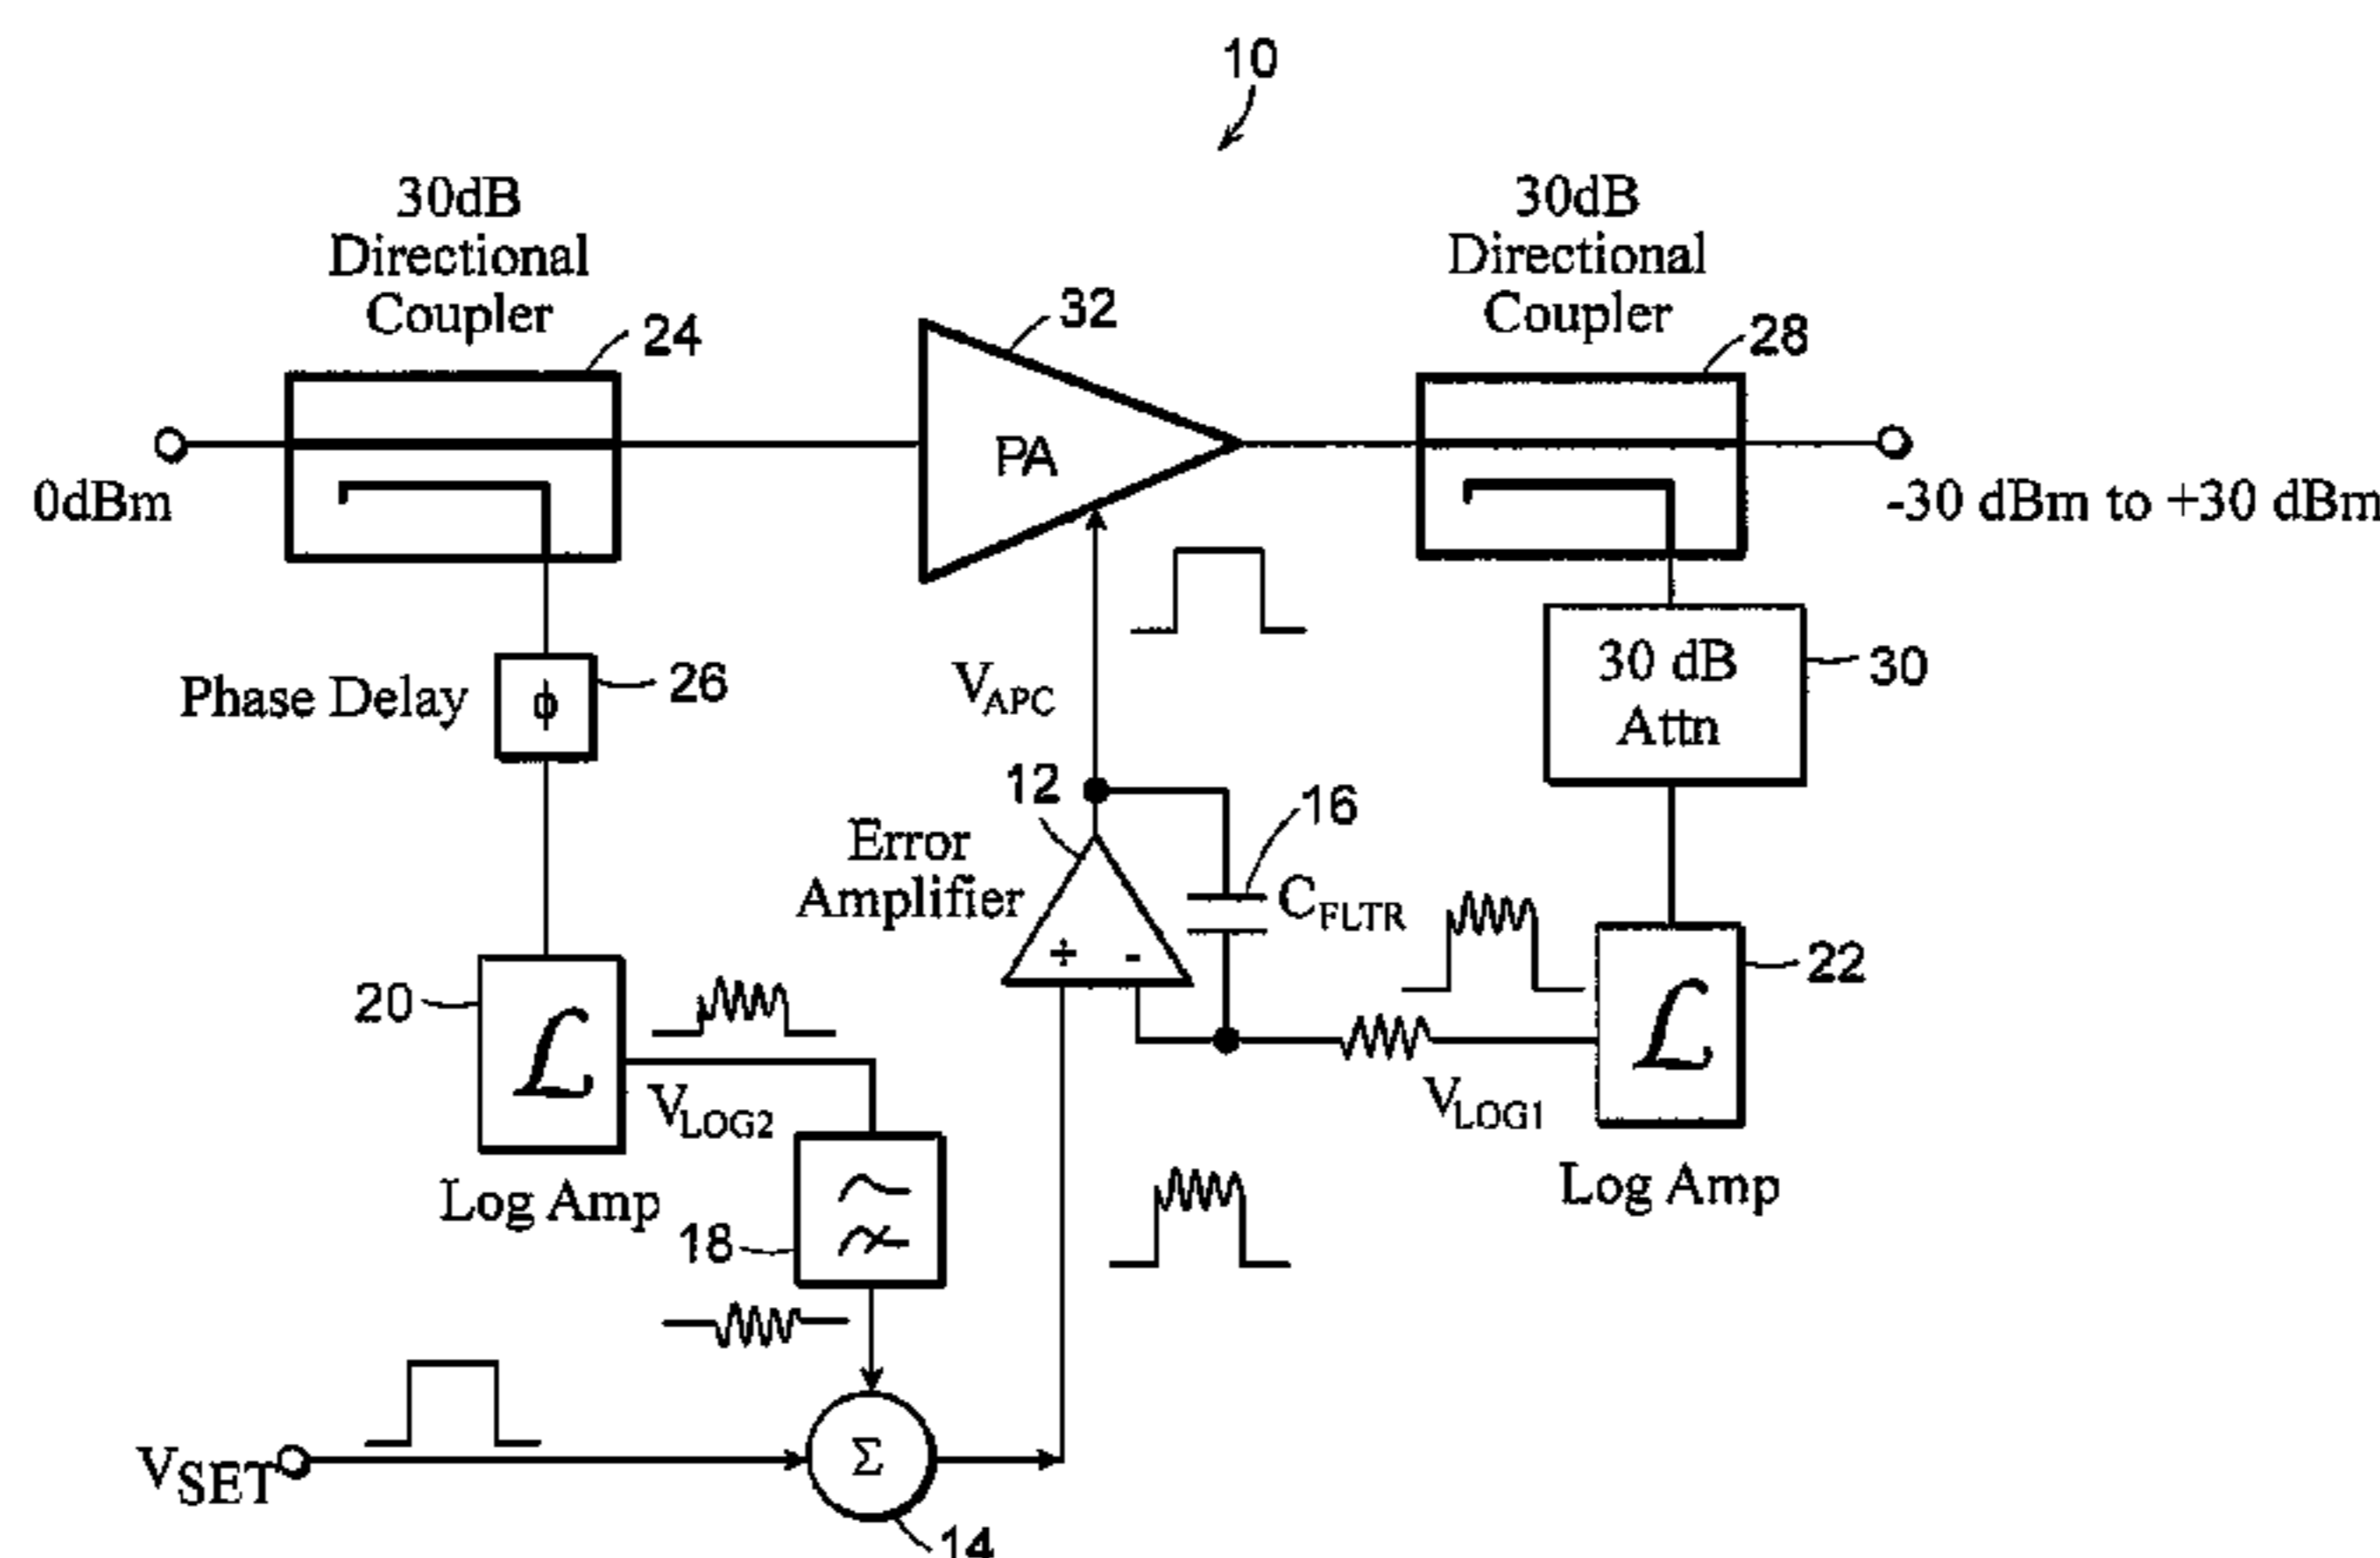 10
30dB
Directional
Coupler
24
32
30dB
Directional
Coupler
28
0dBm
PA
-30 dBm to +30 dBm
Phase Delay
ϕ
26
VAPC
30 dB
Attn
30
12
Error
Amplifier
16
CFLTR
+ -
20
ℒ
VLOG2
Log Amp
22
ℒ
VLOG1
Log Amp
18
VSET
Σ
14